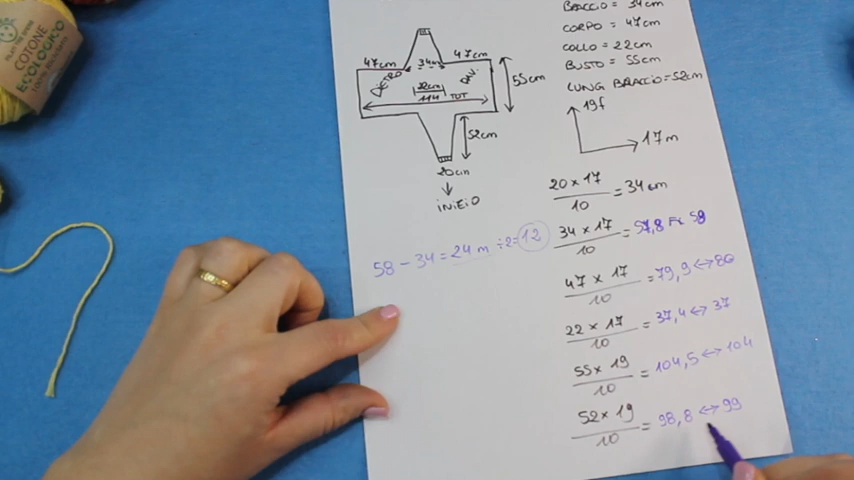 COTONE
ECOLOGICO
BRACCIO = 34cm
CORPO = 47cm
COLLO = 22cm
BUSTO = 55cm
LUNG BRACCIO = 52cm
47cm
34m
47cm
DIETRO
DAV.
22cm
114 TOT
55cm
52cm
20cm
INIZIO
19f
17m
20 x 17 / 10 = 34 cm
34 x 17 / 10 = 57,8 58
58 - 34 = 24 m ÷ 2 = 12
47 x 17 / 10 = 79,9 ↔ 80
22 x 17 / 10 = 37,4 ↔ 37
55 x 19 / 10 = 104,5 ↔ 104
52 x 19 / 10 = 98,8 ↔ 99